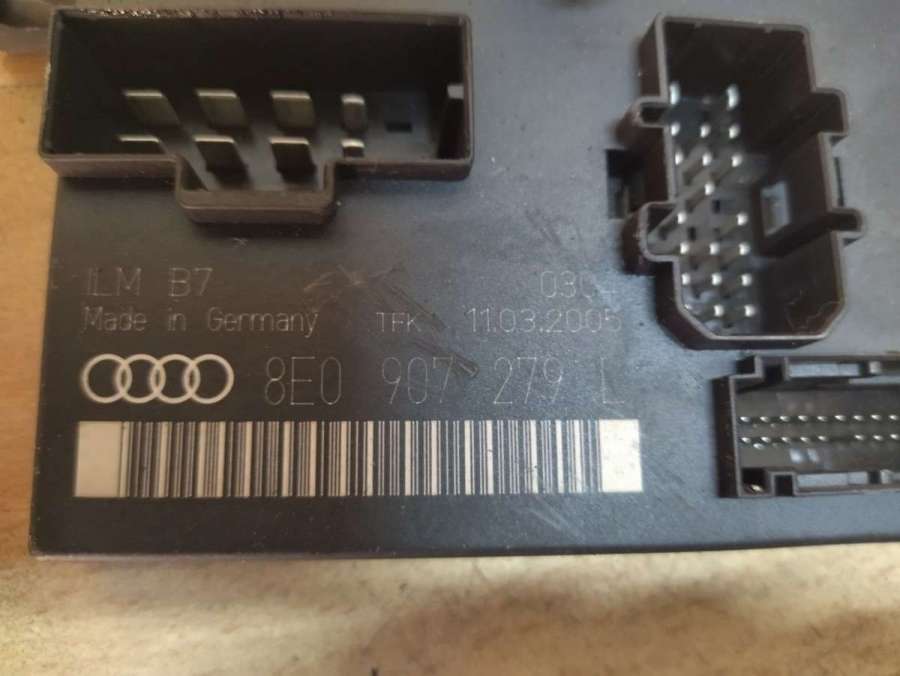 ILM B7 0304
Made in Germany TFK 11.03.2005
8E0 907 279 L